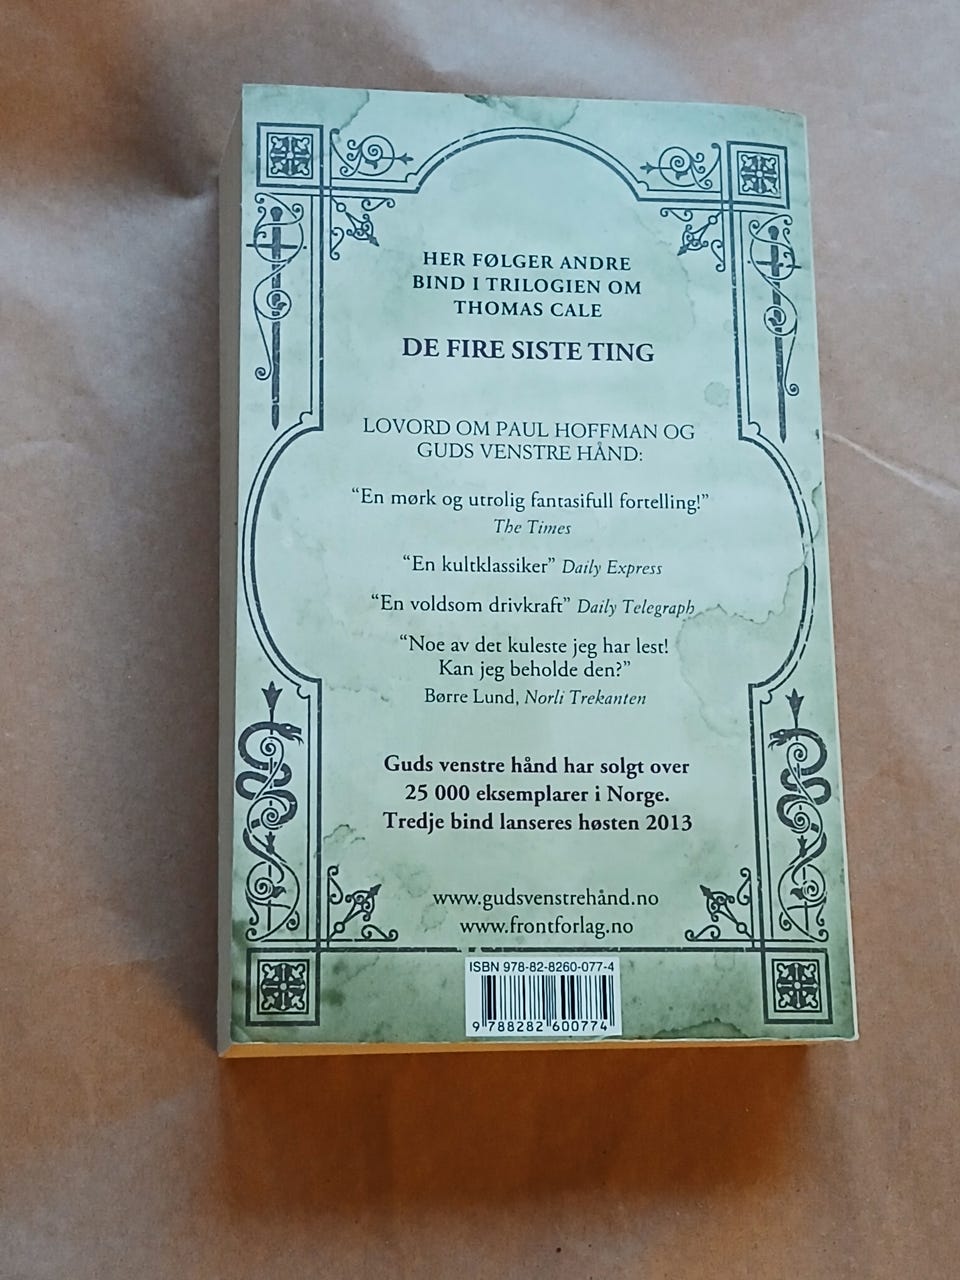 HER FØLGER ANDRE
BIND I TRILOGIEN OM
THOMAS CALE
DE FIRE SISTE TING
LOVORD OM PAUL HOFFMAN OG
GUDS VENSTRE HÅND:
“En mørk og utrolig fantasifull fortelling!”
The Times
“En kultklassiker” Daily Express
“En voldsom drivkraft” Daily Telegraph
“Noe av det kuleste jeg har lest!
Kan jeg beholde den?”
Børre Lund, Norli Trekanten
Guds venstre hånd har solgt over
25 000 eksemplarer i Norge.
Tredje bind lanseres høsten 2013
www.gudsvenstrehånd.no
www.frontforlag.no
ISBN 978-82-8260-077-4
9 788282 600774